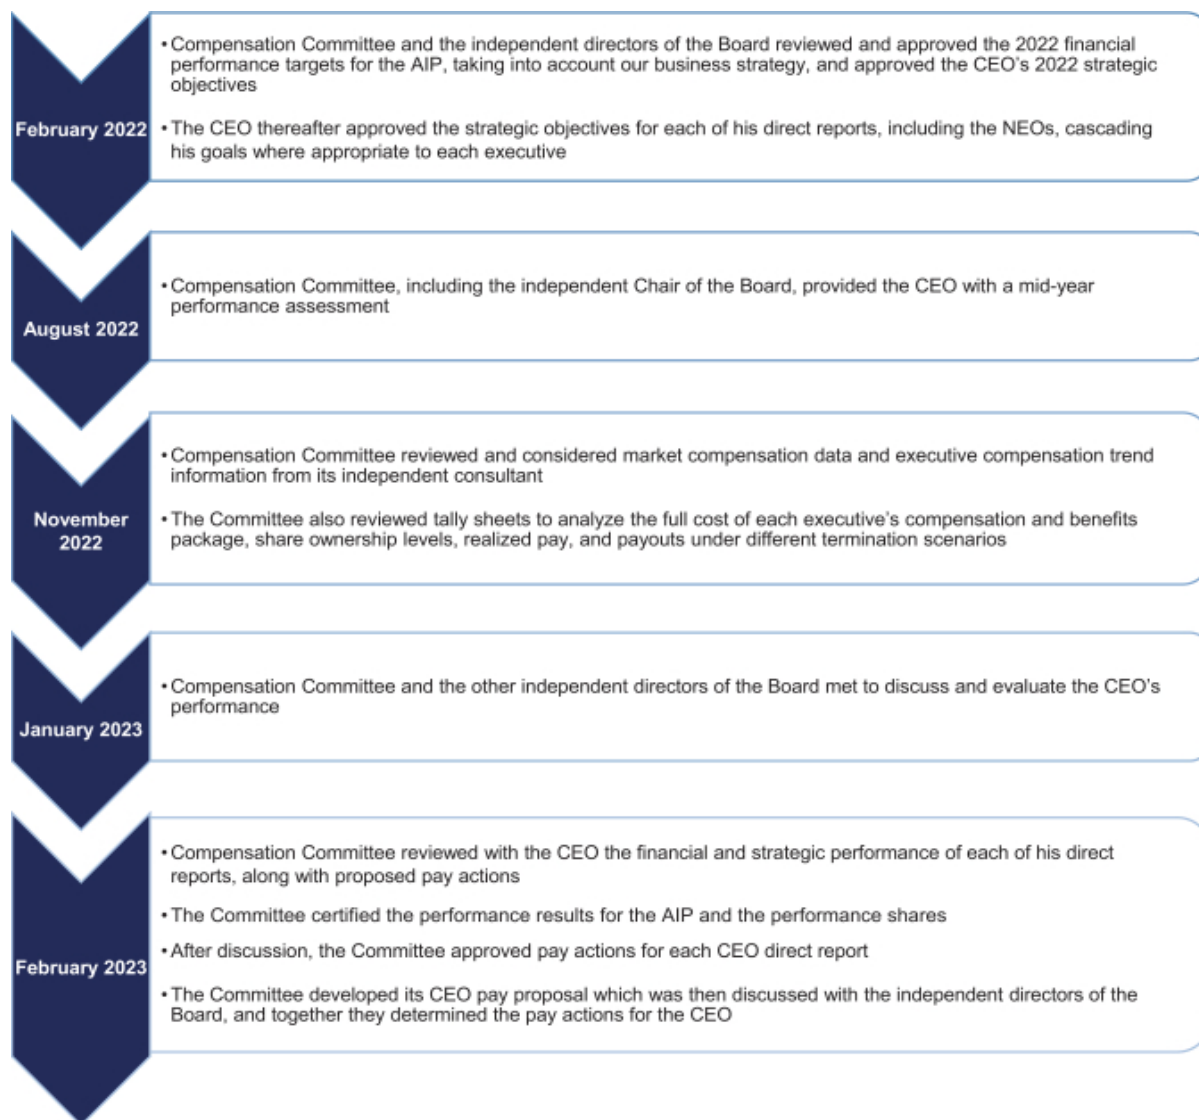 February 2022
• Compensation Committee and the independent directors of the Board reviewed and approved the 2022 financial
performance targets for the AIP, taking into account our business strategy, and approved the CEO's 2022 strategic
objectives
• The CEO thereafter approved the strategic objectives for each of his direct reports, including the NEOs, cascading
his goals where appropriate to each executive
August 2022
• Compensation Committee, including the independent Chair of the Board, provided the CEO with a mid-year
performance assessment
November
2022
• Compensation Committee reviewed and considered market compensation data and executive compensation trend
information from its independent consultant
• The Committee also reviewed tally sheets to analyze the full cost of each executive's compensation and benefits
package, share ownership levels, realized pay, and payouts under different termination scenarios
January 2023
• Compensation Committee and the other independent directors of the Board met to discuss and evaluate the CEO's
performance
February 2023
• Compensation Committee reviewed with the CEO the financial and strategic performance of each of his direct
reports, along with proposed pay actions
• The Committee certified the performance results for the AIP and the performance shares
• After discussion, the Committee approved pay actions for each CEO direct report
• The Committee developed its CEO pay proposal which was then discussed with the independent directors of the
Board, and together they determined the pay actions for the CEO